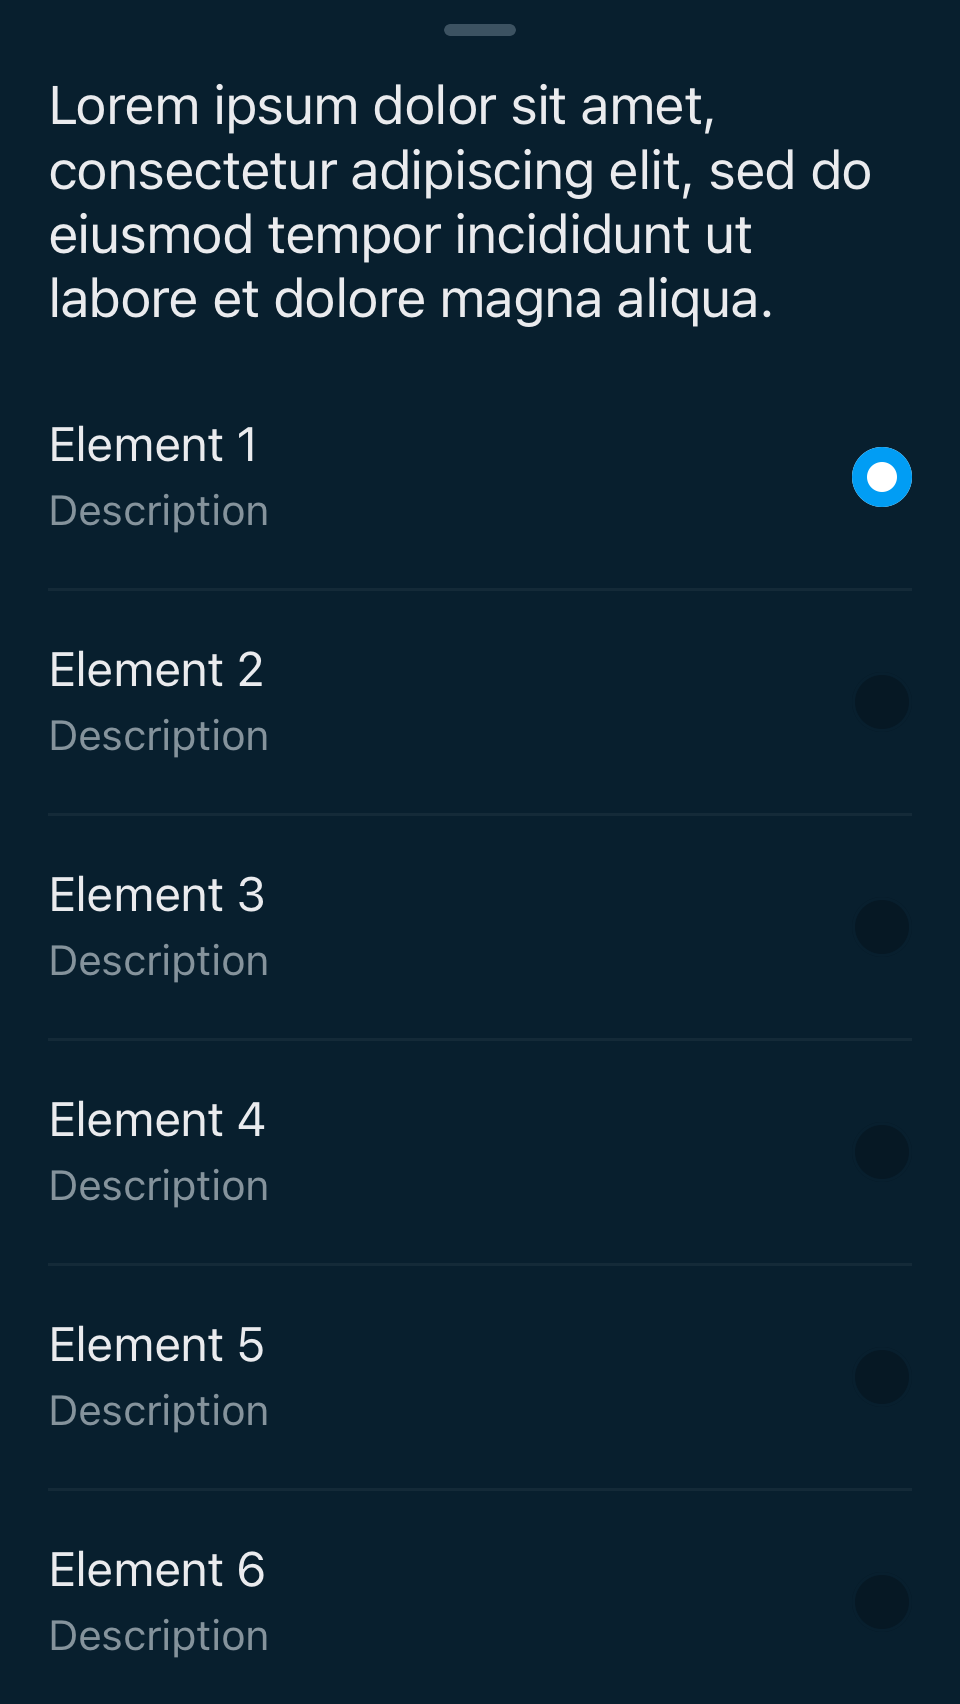 Lorem ipsum dolor sit amet,
consectetur adipiscing elit, sed do
eiusmod tempor incididunt ut
labore et dolore magna aliqua.
Element 1
Description
Element 2
Description
Element 3
Description
Element 4
Description
Element 5
Description
Element 6
Description